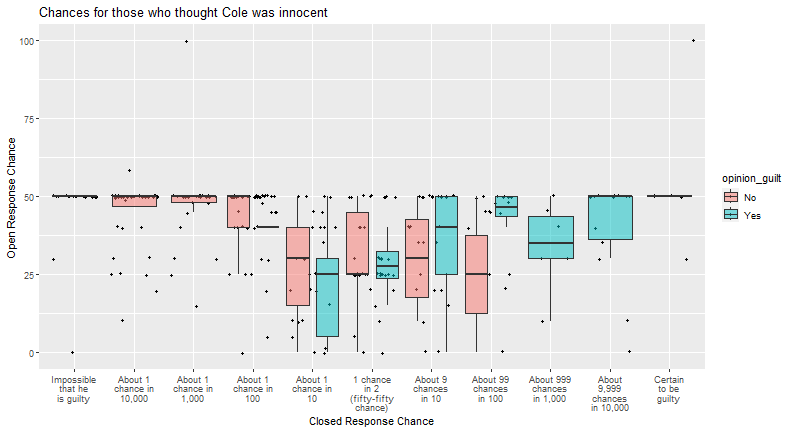 Chances for those who thought Cole was innocent
Open Response Chance
100
75
50
25
0
Impossible
that he
is guilty
About 1
chance in
10,000
About 1
chance in
1,000
About 1
chance in
100
About 1
chance in
10
1 chance
in 2
(fifty-fifty
chance)
About 9
chances
in 10
About 99
chances
in 100
About 999
chances
in 1,000
About
9,999
chances
in 10,000
Certain
to be
guilty
Closed Response Chance
opinion_guilt
No
Yes